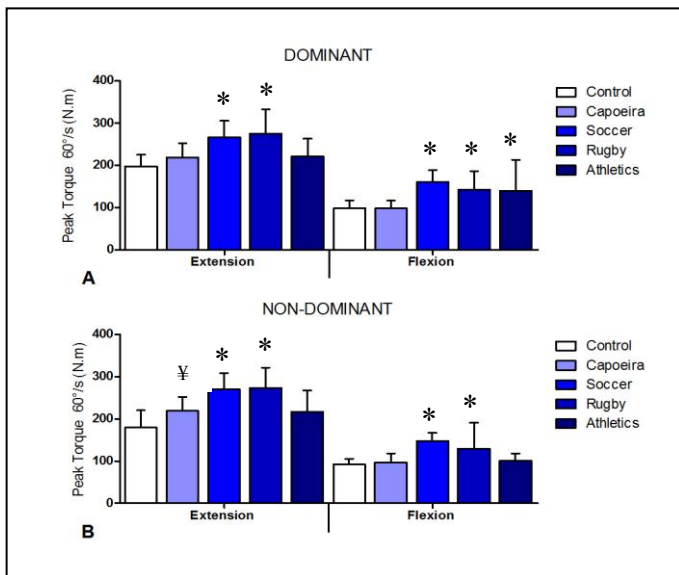 DOMINANT
Peak Torque 60°/s (N.m)
400
300
200
100
0
* *
* * *
Extension
Flexion
Control
Capoeira
Soccer
Rugby
Athletics
A
NON-DOMINANT
Peak Torque 60°/s (N.m)
400
300
200
100
0
¥ * *
* *
Extension
Flexion
Control
Capoeira
Soccer
Rugby
Athletics
B